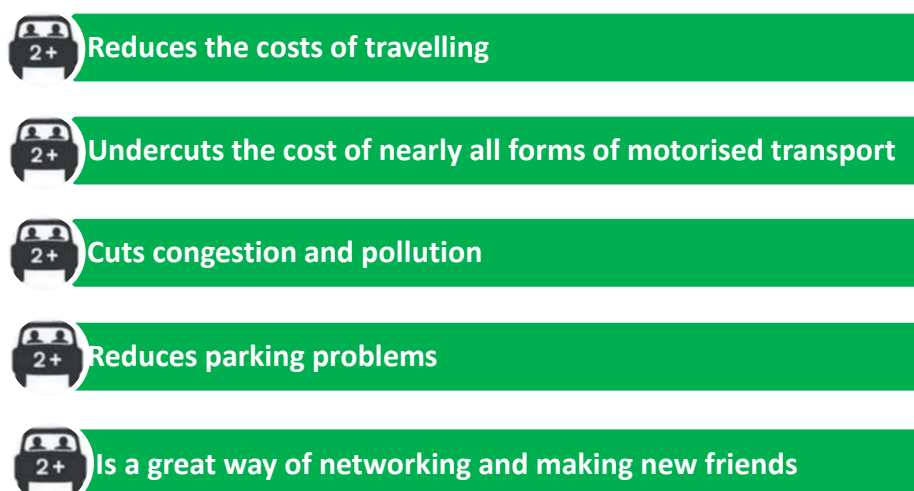 2+ Reduces the costs of travelling
2+ Undercuts the cost of nearly all forms of motorised transport
2+ Cuts congestion and pollution
2+ Reduces parking problems
2+ Is a great way of networking and making new friends